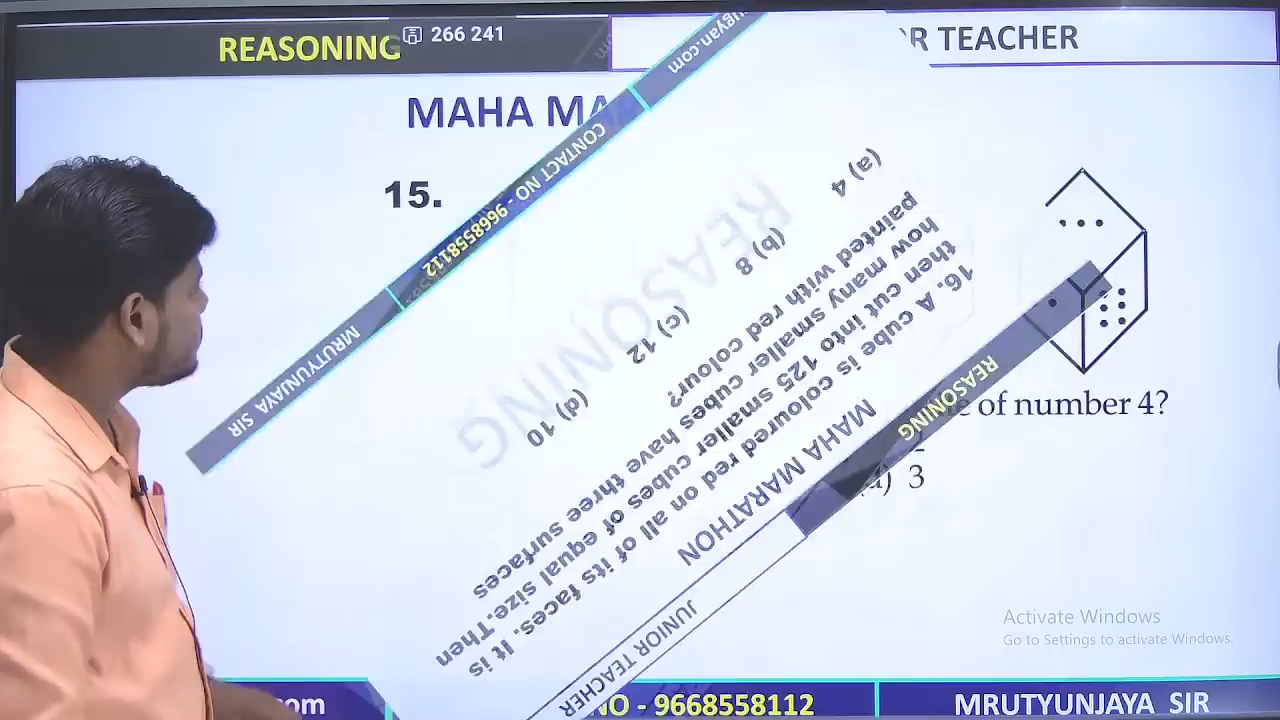 REASONING
266 241
R TEACHER
MAHA MA
15.
of number 4?
3
Activate Windows
Go to Settings to activate Windows.
om
NO - 9668558112
MRUTYUNJAYA SIR
JUNIOR TEACHER
REASONING
MAHA MARATHON
16. A cube is coloured red on all of its faces. It is
then cut into 125 smaller cubes of equal size. Then
how many smaller cubes have three surfaces
painted with red colour?
(a) 4 (b) 8 (c) 12 (d) 10
REASONING
ugyan.com
CONTACT NO - 9668558112
MRUTYUNJAYA SIR